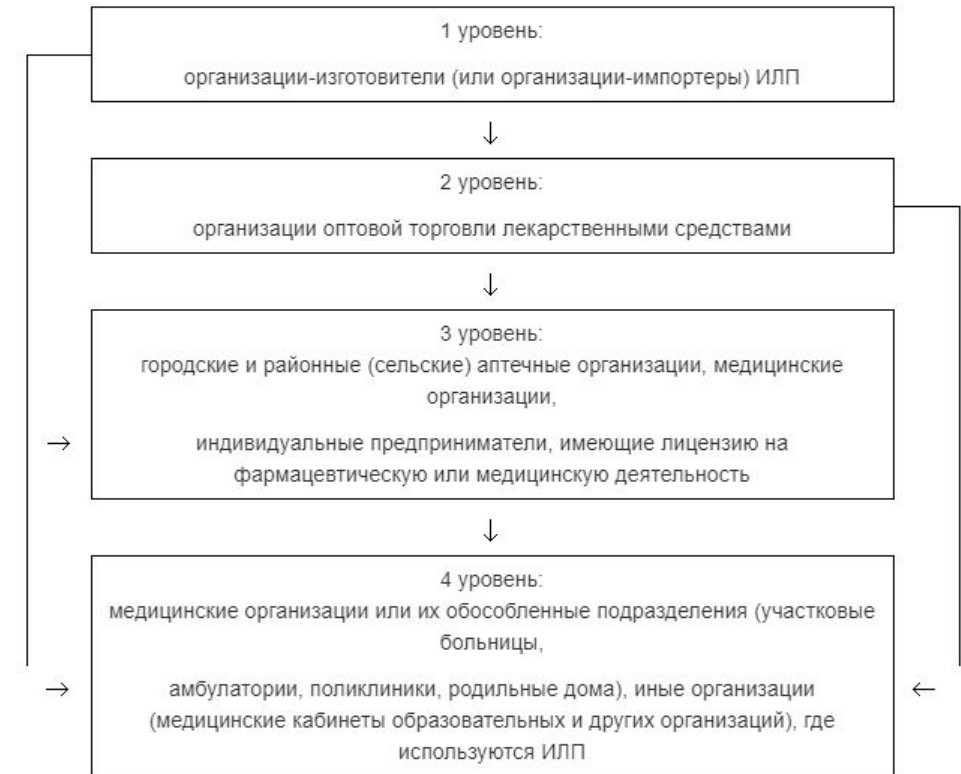 1 уровень:
организации-изготовители (или организации-импортеры) ИЛП
↓
2 уровень:
организации оптовой торговли лекарственными средствами
↓
3 уровень:
городские и районные (сельские) аптечные организации, медицинские
организации,
→
индивидуальные предприниматели, имеющие лицензию на
фармацевтическую или медицинскую деятельность
↓
4 уровень:
медицинские организации или их обособленные подразделения (участковые
больницы,
→
амбулатории, поликлиники, родильные дома), иные организации
←
(медицинские кабинеты образовательных и других организаций), где
используются ИЛП